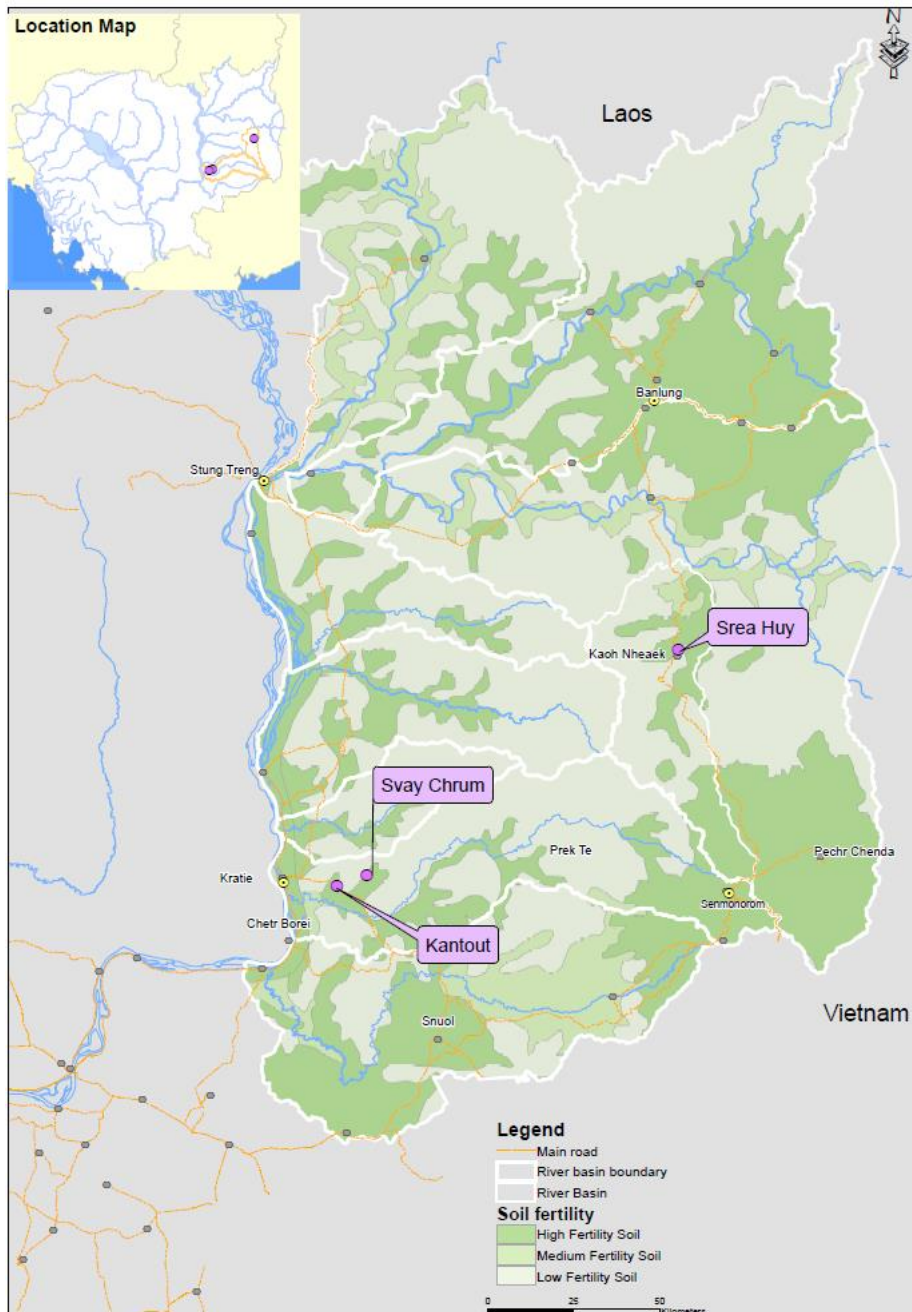 Location Map
N
Laos
Banlung
Stung Treng
Srea Huy
Kaoh Nheaek
Svay Chrum
Prek Te
Pechr Chenda
Kratie
Senmonorom
Chetr Borei
Kantout
Vietnam
Snuol
Legend
Main road
River basin boundary
River Basin
Soil fertility
High Fertility Soil
Medium Fertility Soil
Low Fertility Soil
0 25 50
Kilometers